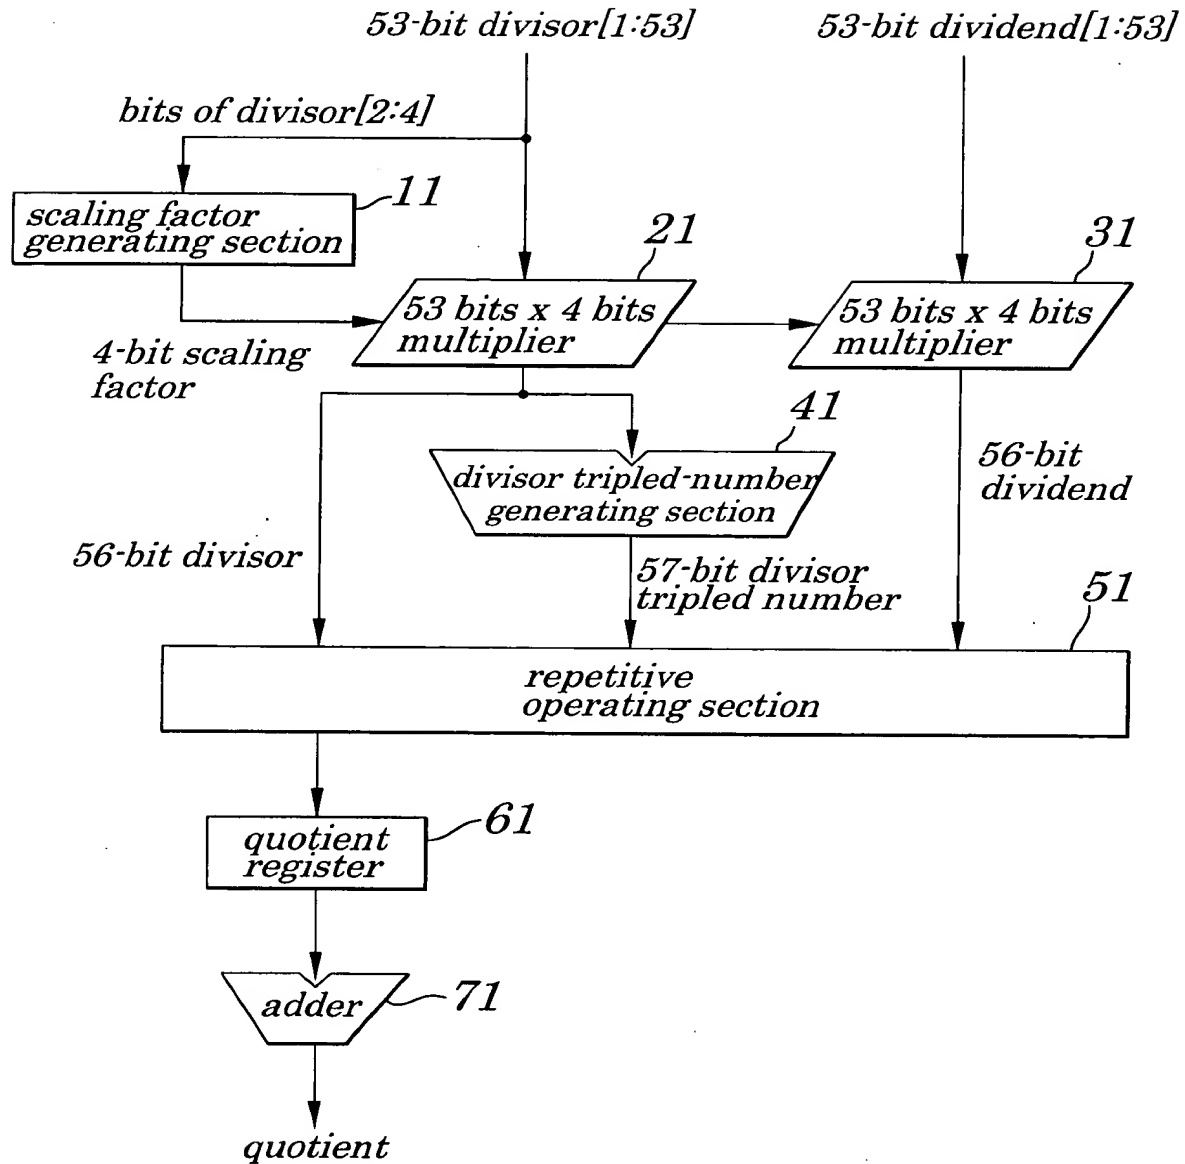 53-bit divisor[1:53]
53-bit dividend[1:53]
bits of divisor[2:4]
11
scaling factor
generating section
21
31
53 bits x 4 bits
multiplier
53 bits x 4 bits
multiplier
4-bit scaling
factor
41
divisor tripled-number
generating section
56-bit
dividend
56-bit divisor
57-bit divisor
tripled number
51
repetitive
operating section
61
quotient
register
adder
71
quotient